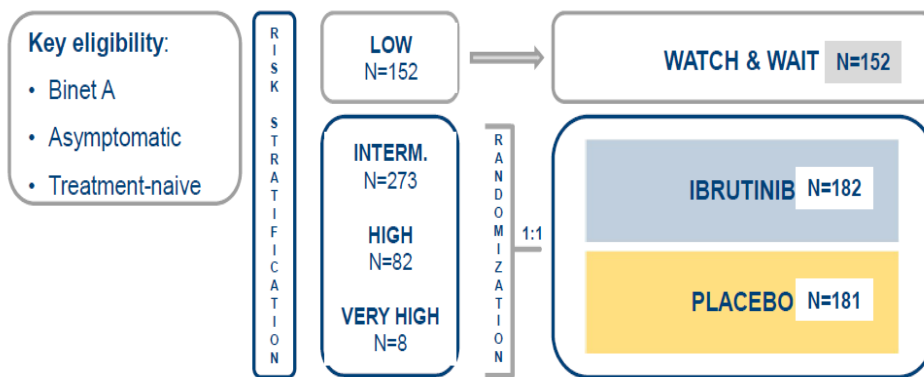 Key eligibility:
• Binet A
• Asymptomatic
• Treatment-naive
RISK STRATIFICATION
LOW
N=152
INTERM.
N=273
HIGH
N=82
VERY HIGH
N=8
RANDOMIZATION
1:1
WATCH & WAIT N=152
IBRUTINIB N=182
PLACEBO N=181